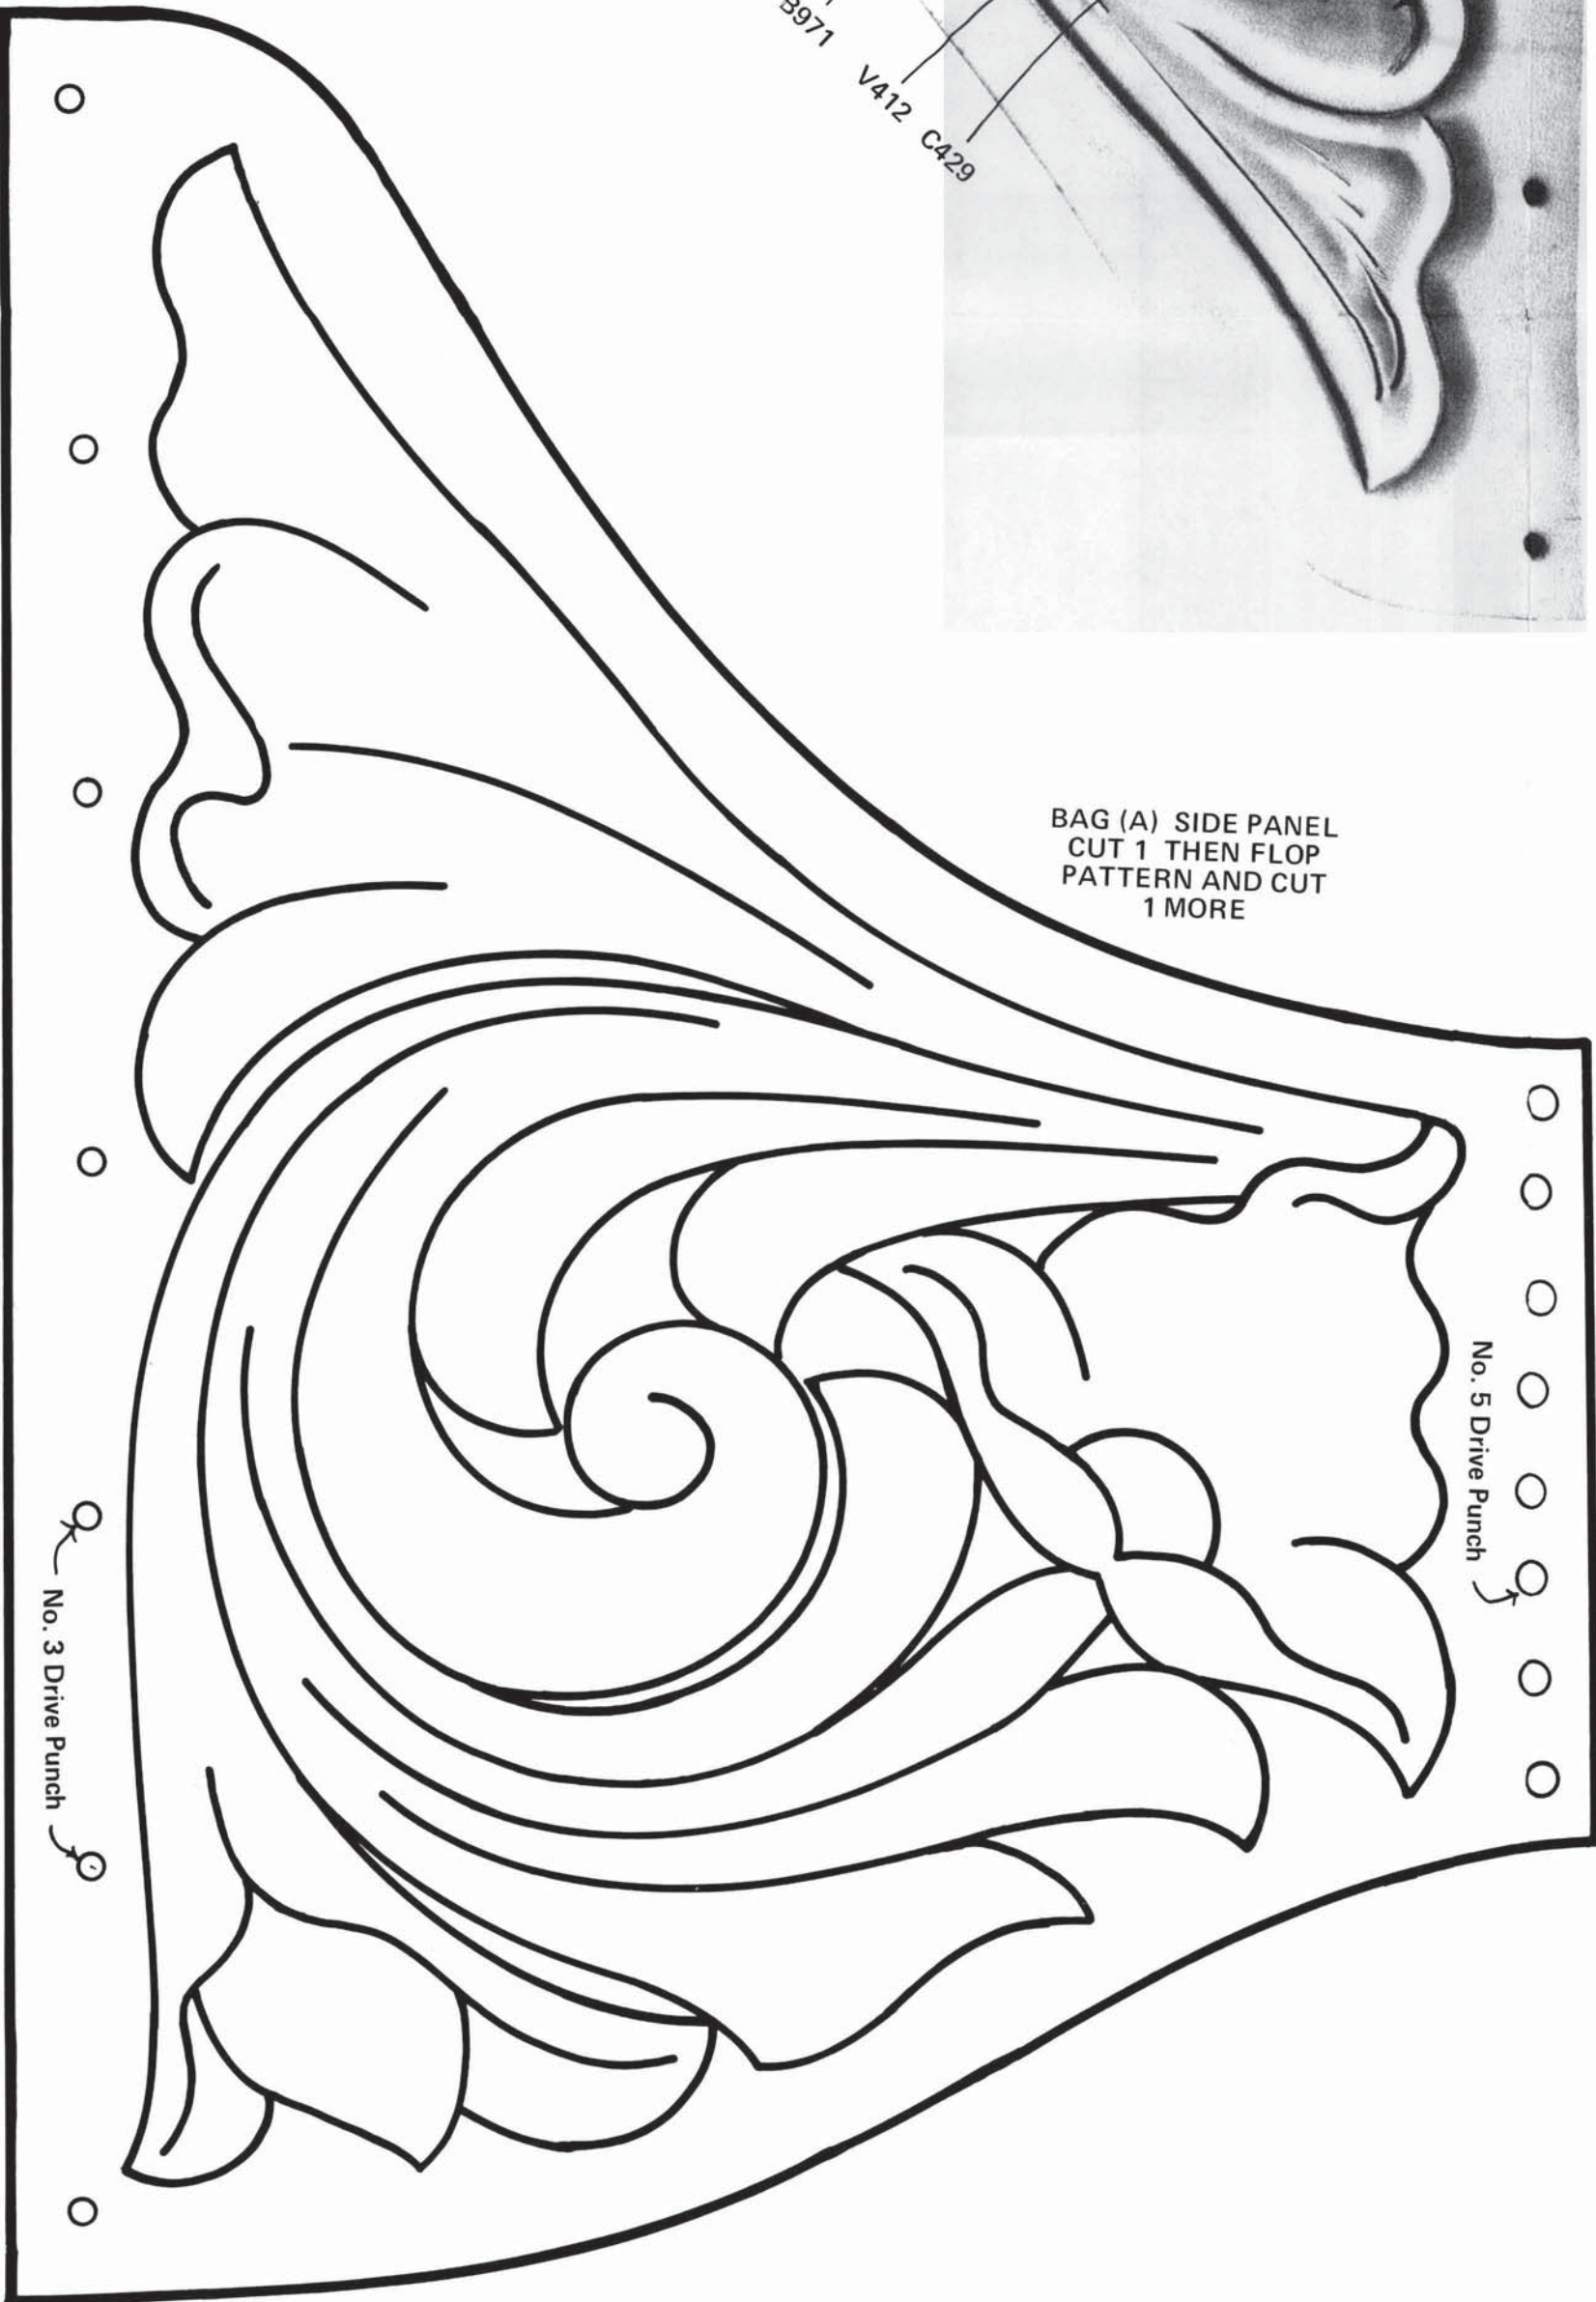 B971
V412 C429
BAG (A) SIDE PANEL
CUT 1 THEN FLOP
PATTERN AND CUT
1 MORE
No. 5 Drive Punch
No. 3 Drive Punch